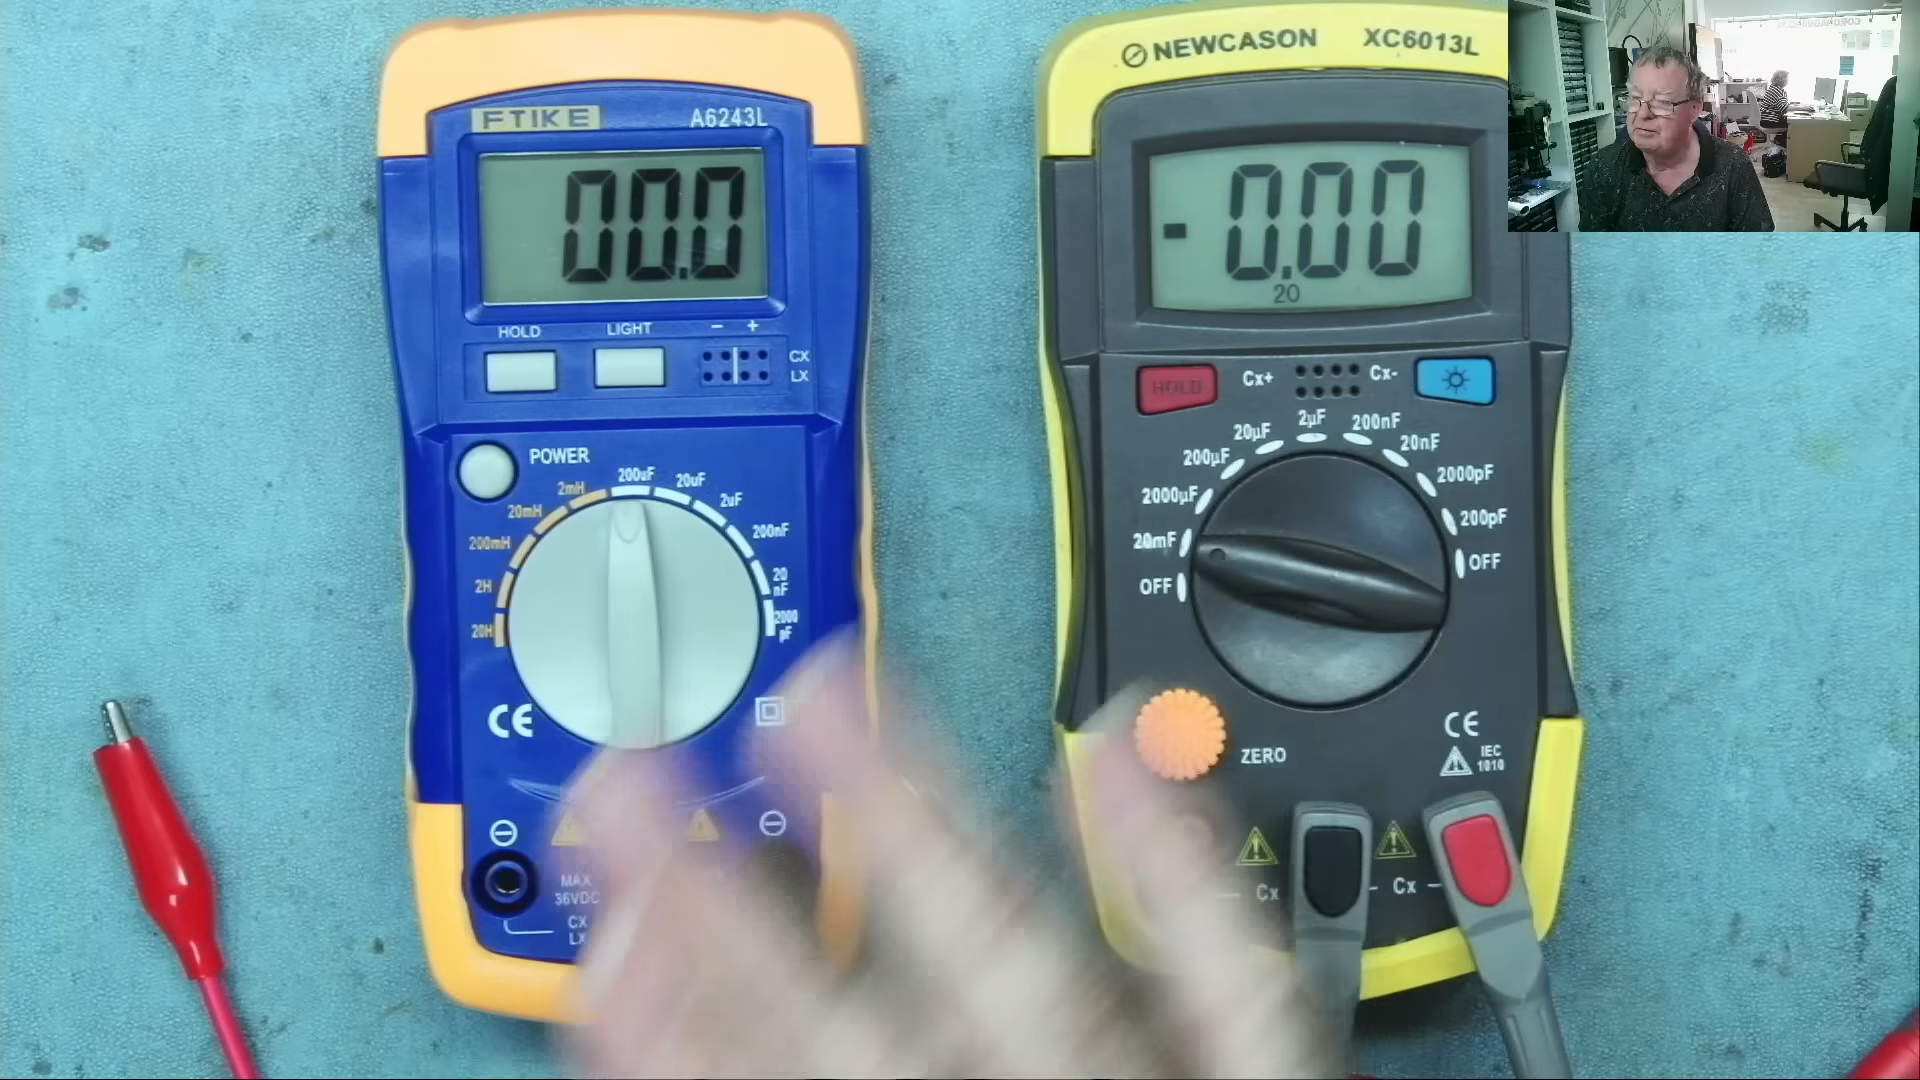 FTIKE
A6243L
00.0
HOLD
LIGHT
- +
CX
LX
POWER
200uF
20uF
2uF
200nF
20
nF
2000
pF
2mH
20mH
200mH
2H
20H
CE
MAX
36VDC
CX
LX
NEWCASON XC6013L
- 0.00
20
HOLD
Cx+
Cx-
2µF
200nF
20nF
2000pF
200pF
OFF
20µF
200µF
2000µF
20mF
OFF
ZERO
CE
IEC
1010
Cx
- Cx -